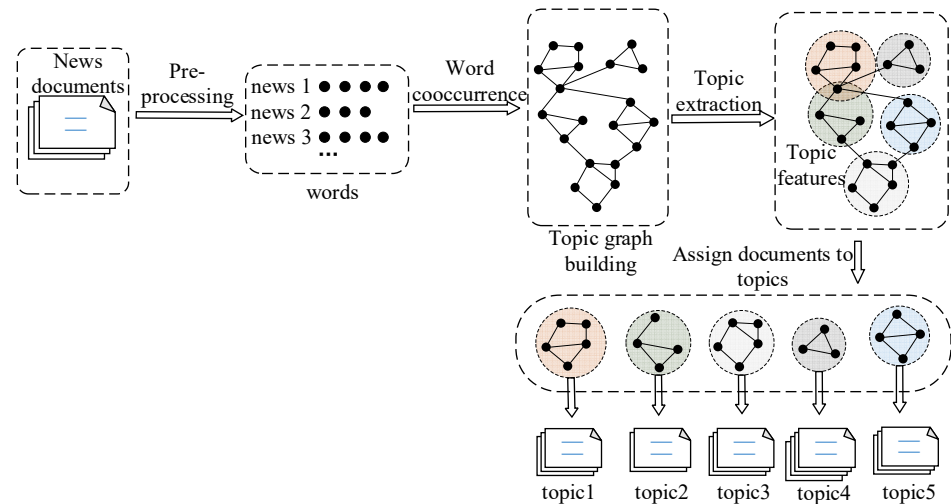 News
documents
Pre-
processing
news 1
news 2
news 3
...
words
Word
cooccurrence
Topic graph
building
Topic
extraction
Topic
features
Assign documents to
topics
topic1
topic2
topic3
topic4
topic5